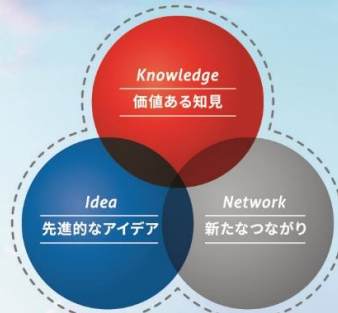 Knowledge
価値ある知見
Idea
先進的なアイデア
Network
新たなつながり